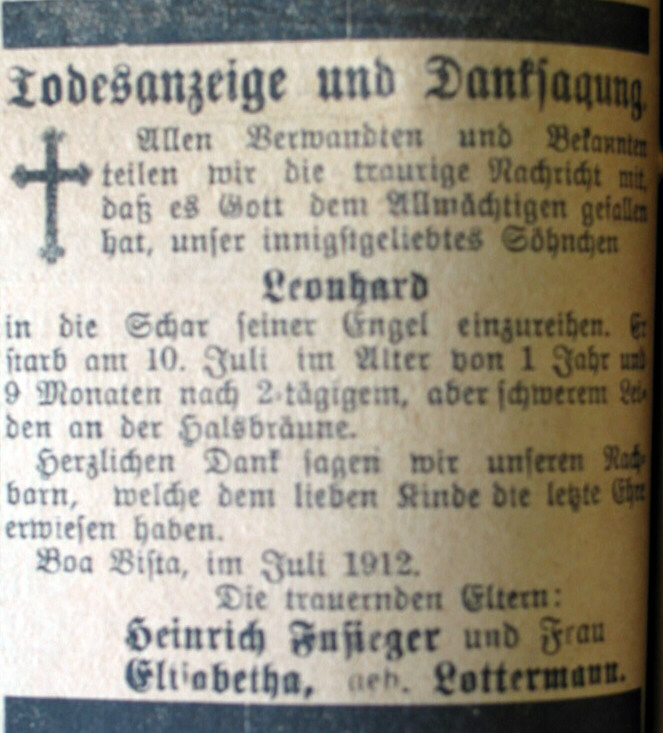 Todesanzeige und Danksagung.
Allen Verwandten und Bekannten
teilen wir die traurige Nachricht mit,
daß es Gott dem Allmächtigen gefallen
hat, unser innigstgeliebtes Söhnchen
Leonhard
in die Schar seiner Engel einzureihen. Er
starb am 10. Juli im Alter von 1 Jahr und
9 Monaten nach 2-tägigem, aber schwerem Lei-
den an der Halsbräune.
Herzlichen Dank sagen wir unseren Nach-
barn, welche dem lieben Kinde die letzte Ehre
erwiesen haben.
Boa Vista, im Juli 1912.
Die trauernden Eltern:
Heinrich und Frau
Elisabetha, geb. Lottermann.